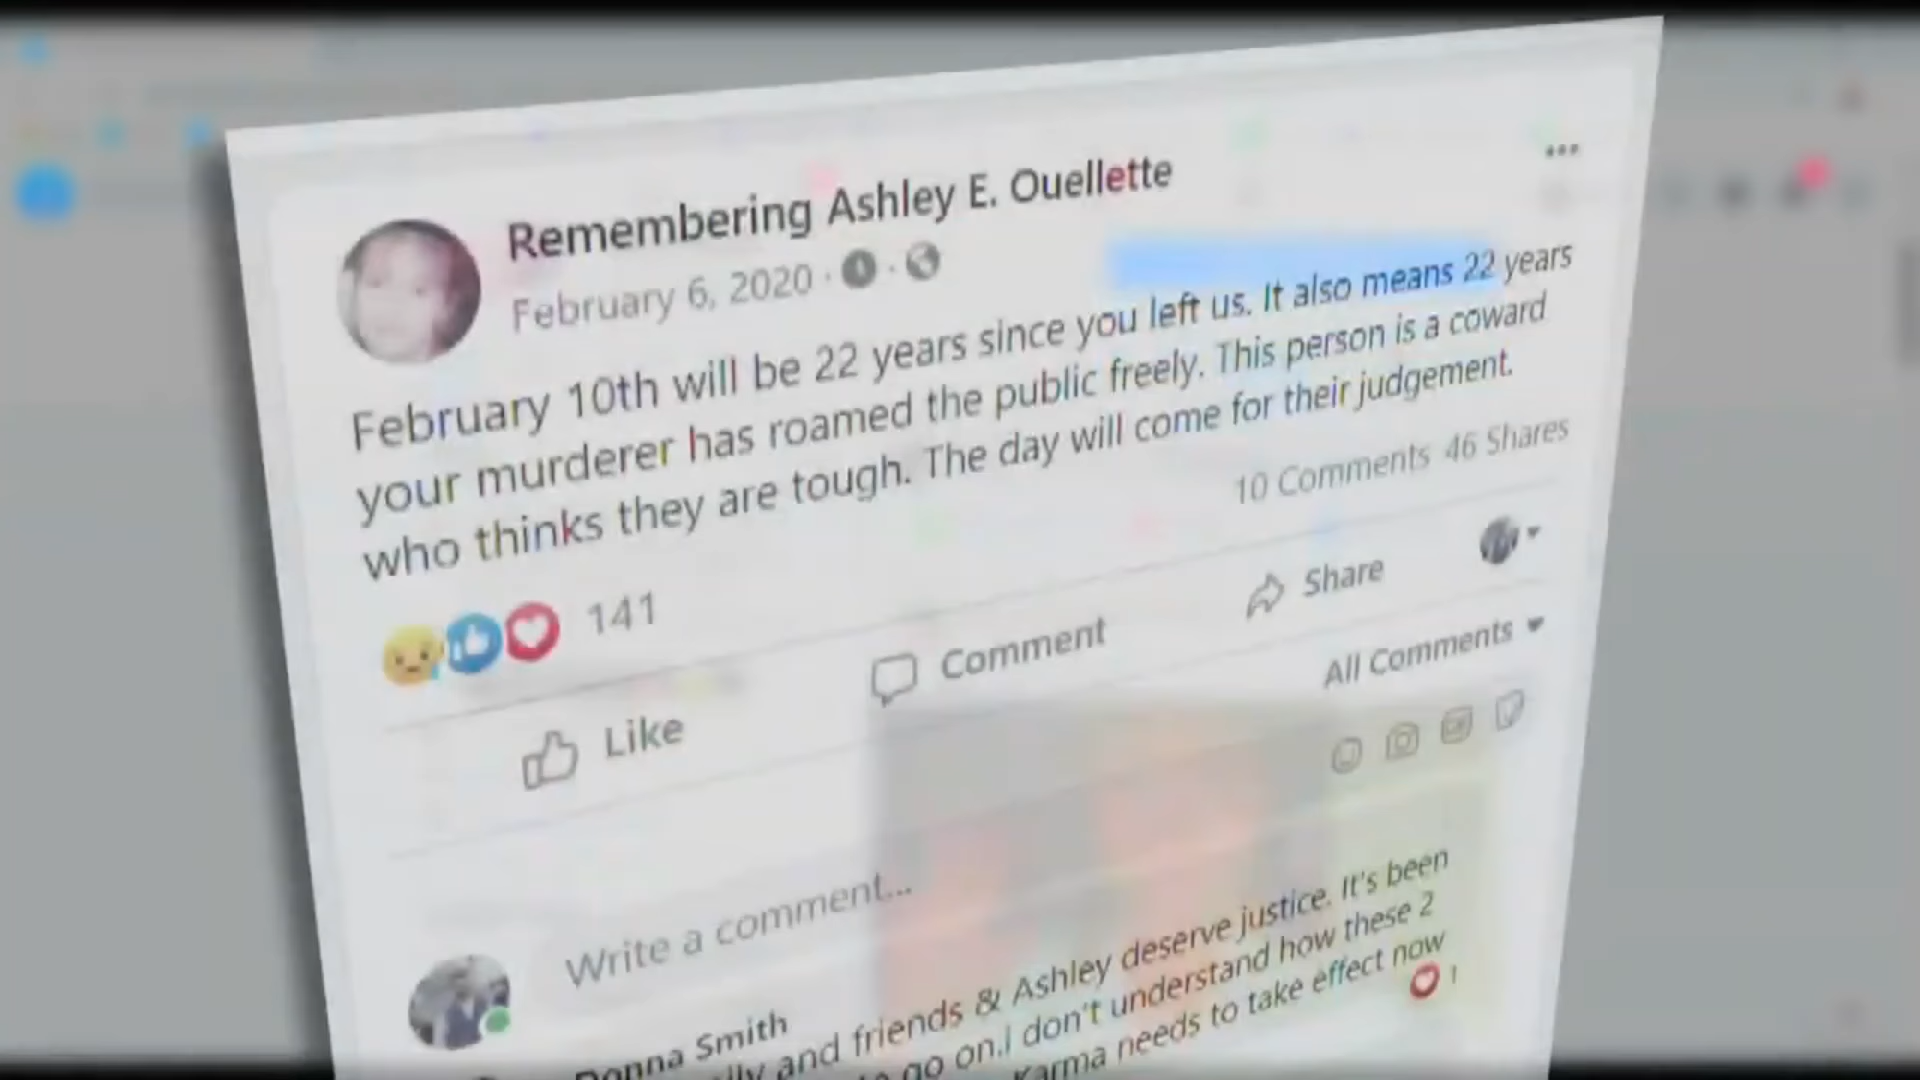 Remembering Ashley E. Ouellette
February 6, 2020
February 10th will be 22 years since you left us. It also means 22 years
your murderer has roamed the public freely. This person is a coward
who thinks they are tough. The day will come for their judgement.
141
10 Comments 46 Shares
Like
Comment
Share
All Comments
Write a comment...
Donna Smith
and friends & Ashley deserve justice. It's been
go on.I don't understand how these 2
Karma needs to take effect now
1